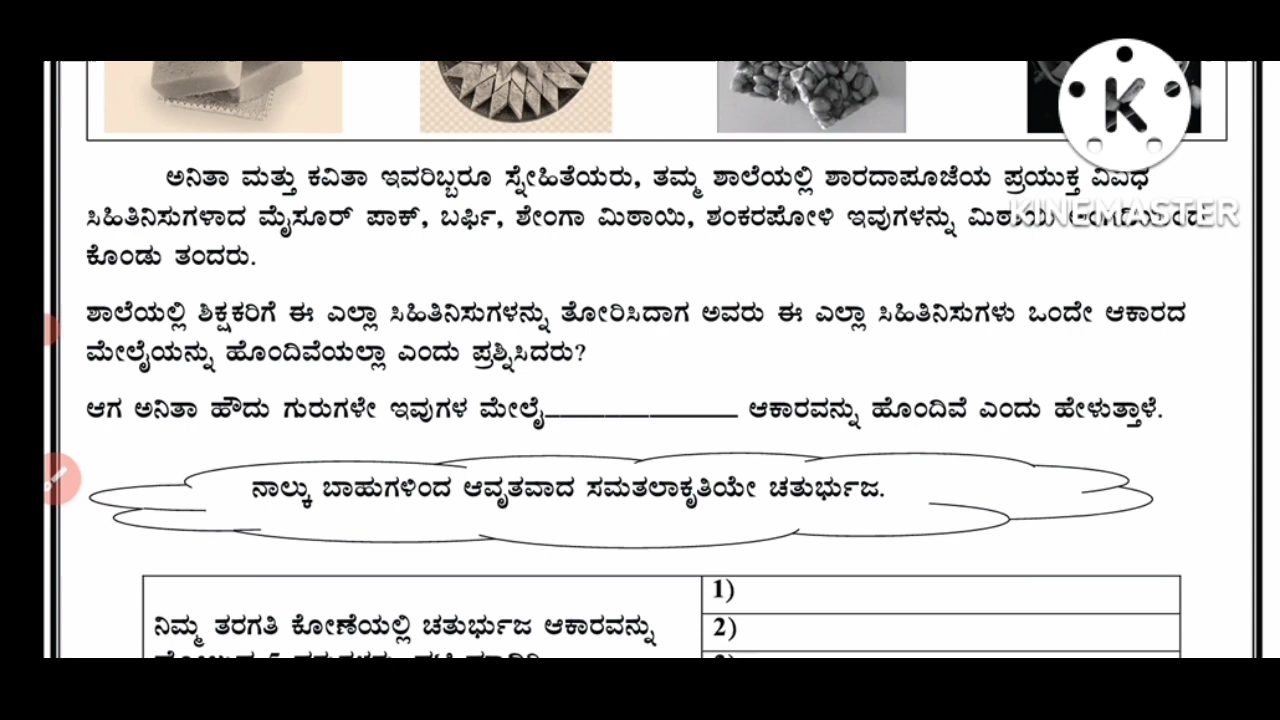 ಅನಿತಾ ಮತ್ತು ಕವಿತಾ ಇವರಿಬ್ಬರೂ ಸ್ನೇಹಿತೆಯರು, ತಮ್ಮ ಶಾಲೆಯಲ್ಲಿ ಶಾರದಾಪೂಜೆಯ ಪ್ರಯುಕ್ತ ವಿವಿಧ
ಸಿಹಿತಿನಿಸುಗಳಾದ ಮೈಸೂರ್ ಪಾಕ್, ಬರ್ಫಿ, ಶೇಂಗಾ ಮಿಠಾಯಿ, ಶಂಕರಪೋಳಿ ಇವುಗಳನ್ನು ಮಿಠಾಯಿ
KINEMASTER
ಕೊಂಡು ತಂದರು.
ಶಾಲೆಯಲ್ಲಿ ಶಿಕ್ಷಕರಿಗೆ ಈ ಎಲ್ಲಾ ಸಿಹಿತಿನಿಸುಗಳನ್ನು ತೋರಿಸಿದಾಗ ಅವರು ಈ ಎಲ್ಲಾ ಸಿಹಿತಿನಿಸುಗಳು ಒಂದೇ ಆಕಾರದ
ಮೇಲೈಯನ್ನು ಹೊಂದಿವೆಯಲ್ಲಾ ಎಂದು ಪ್ರಶ್ನಿಸಿದರು?
ಆಗ ಅನಿತಾ ಹೌದು ಗುರುಗಳೇ ಇವುಗಳ ಮೇಲೈ____________ ಆಕಾರವನ್ನು ಹೊಂದಿವೆ ಎಂದು ಹೇಳುತ್ತಾಳೆ.
ನಾಲ್ಕು ಬಾಹುಗಳಿಂದ ಆವೃತವಾದ ಸಮತಲಾಕೃತಿಯೇ ಚತುರ್ಭುಜ.
1)
ನಿಮ್ಮ ತರಗತಿ ಕೋಣೆಯಲ್ಲಿ ಚತುರ್ಭುಜ ಆಕಾರವನ್ನು
2)